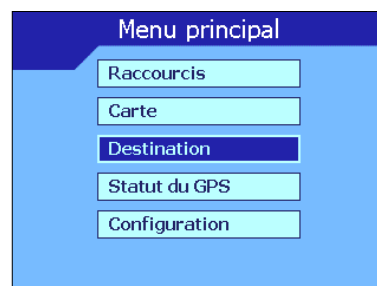 Menu principal
Raccourcis
Carte
Destination
Statut du GPS
Configuration